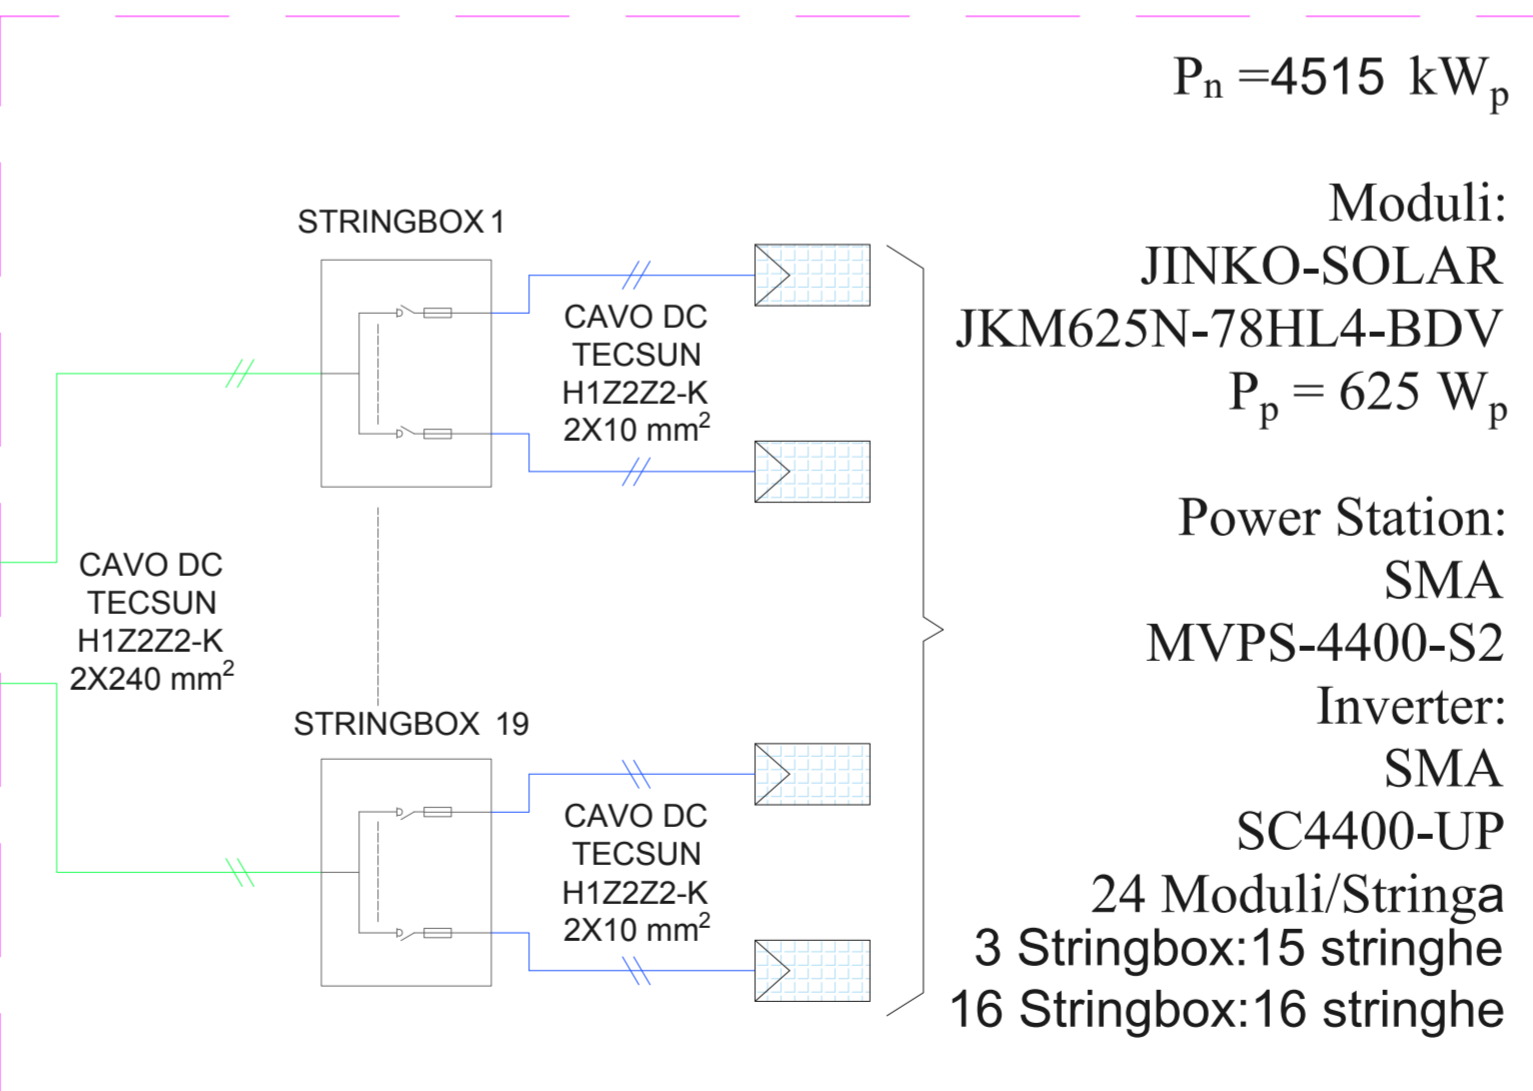 Pn =4515 kWp
STRINGBOX 1
CAVO DC
TECSUN
H1Z2Z2-K
2X10 mm²
CAVO DC
TECSUN
H1Z2Z2-K
2X240 mm²
STRINGBOX 19
CAVO DC
TECSUN
H1Z2Z2-K
2X10 mm²
Moduli:
JINKO-SOLAR
JKM625N-78HL4-BDV
Pp = 625 Wp
Power Station:
SMA
MVPS-4400-S2
Inverter:
SMA
SC4400-UP
24 Moduli/Stringa
3 Stringbox:15 stringhe
16 Stringbox:16 stringhe